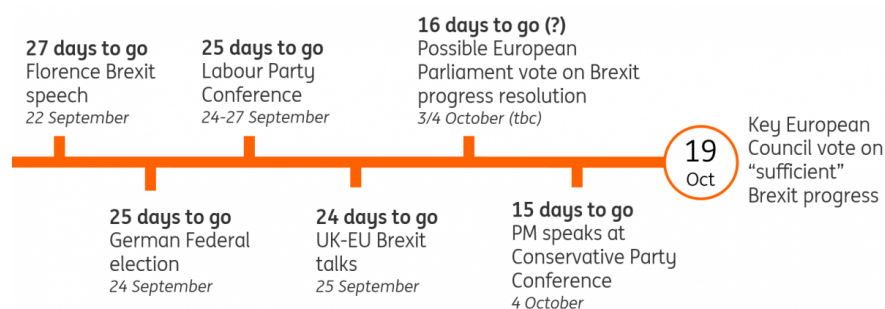 27 days to go
Florence Brexit
speech
22 September
25 days to go
Labour Party
Conference
24-27 September
16 days to go (?)
Possible European
Parliament vote on Brexit
progress resolution
3/4 October (tbc)
19
Oct
Key European
Council vote on
“sufficient”
Brexit progress
25 days to go
German Federal
election
24 September
24 days to go
UK-EU Brexit
talks
25 September
15 days to go
PM speaks at
Conservative Party
Conference
4 October